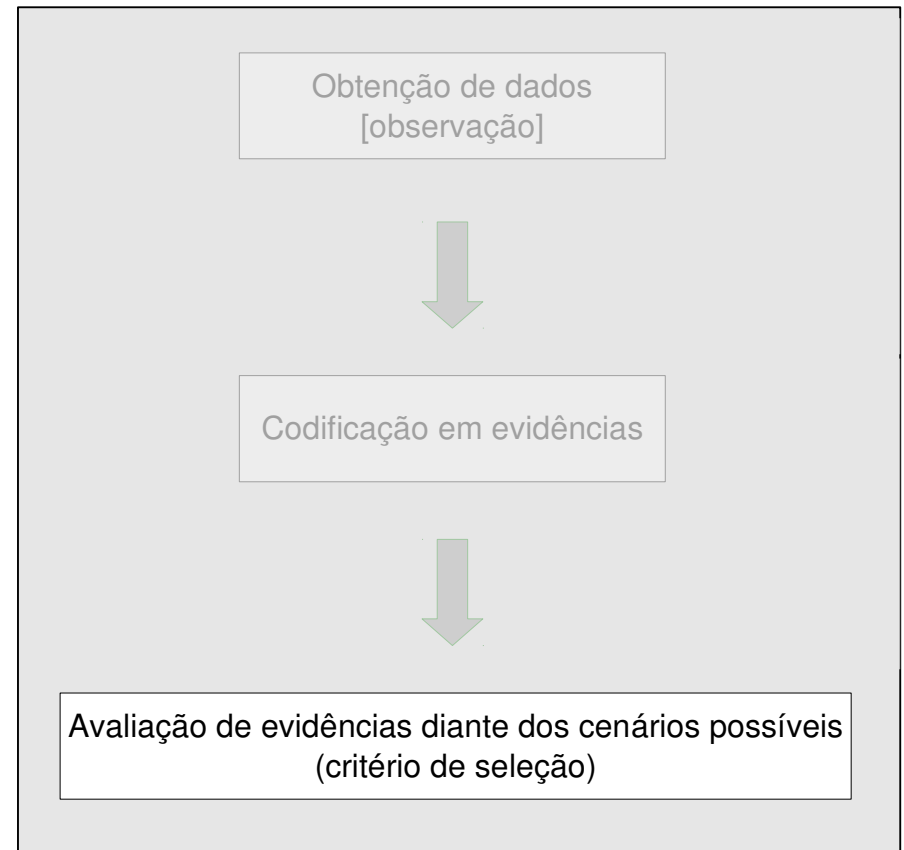 Obtenção de dados
[observação]
Codificação em evidências
Avaliação de evidências diante dos cenários possíveis
(critério de seleção)